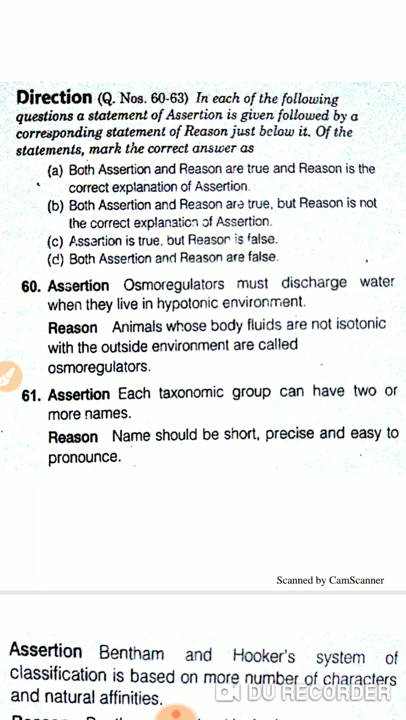 Direction (Q. Nos. 60-63) In each of the following
questions a statement of Assertion is given followed by a
corresponding statement of Reason just below it. Of the
statements, mark the correct answer as
(a) Both Assertion and Reason are true and Reason is the
correct explanation of Assertion.
(b) Both Assertion and Reason are true, but Reason is not
the correct explanation of Assertion.
(c) Assertion is true, but Reason is false.
(d) Both Assertion and Reason are false.
60. Assertion Osmoregulators must discharge water
when they live in hypotonic environment.
Reason Animals whose body fluids are not isotonic
with the outside environment are called
osmoregulators.
61. Assertion Each taxonomic group can have two or
more names.
Reason Name should be short, precise and easy to
pronounce.
Scanned by CamScanner
Assertion Bentham and Hooker's system of
classification is based on more number of characters
and natural affinities.
DU RECORDER